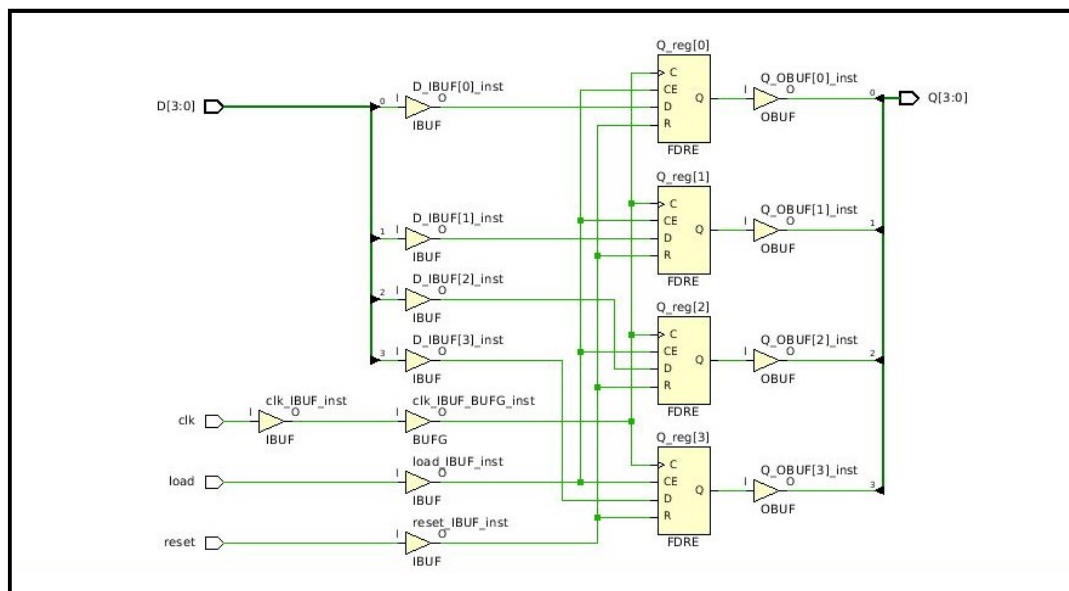 Q_reg[0]
D_IBUF[0]_inst
Q_OBUF[0]_inst
D[3:0]
0
I
O
IBUF
C
CE
D
R
Q
FDRE
I
O
OBUF
0
Q[3:0]
Q_reg[1]
D_IBUF[1]_inst
Q_OBUF[1]_inst
1
I
O
IBUF
C
CE
D
R
Q
FDRE
I
O
OBUF
1
D_IBUF[2]_inst
2
I
O
IBUF
Q_reg[2]
Q_OBUF[2]_inst
C
CE
D
R
Q
FDRE
I
O
OBUF
2
D_IBUF[3]_inst
3
I
O
IBUF
clk
clk_IBUF_inst
I
O
IBUF
clk_IBUF_BUFG_inst
I
O
BUFG
Q_reg[3]
Q_OBUF[3]_inst
C
CE
D
R
Q
FDRE
I
O
OBUF
3
load
load_IBUF_inst
I
O
IBUF
reset
reset_IBUF_inst
I
O
IBUF